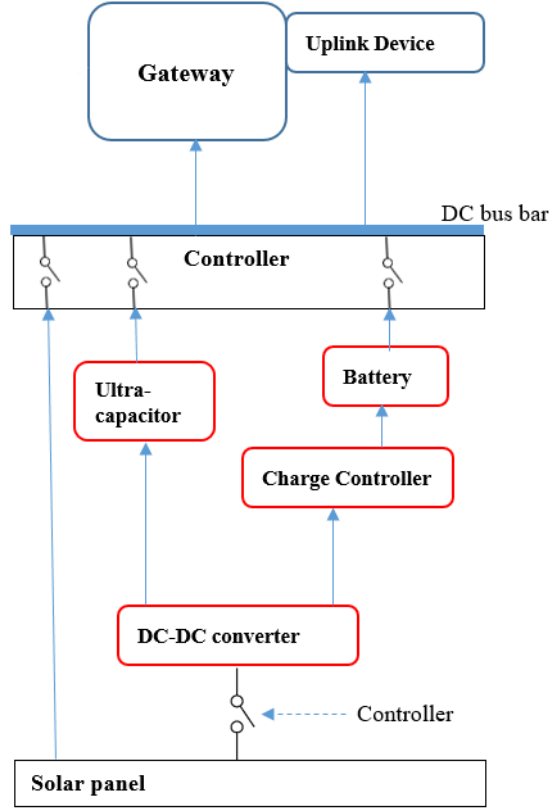 Uplink Device
Gateway
DC bus bar
Controller
Ultra-
capacitor
Battery
Charge Controller
DC-DC converter
Controller
Solar panel